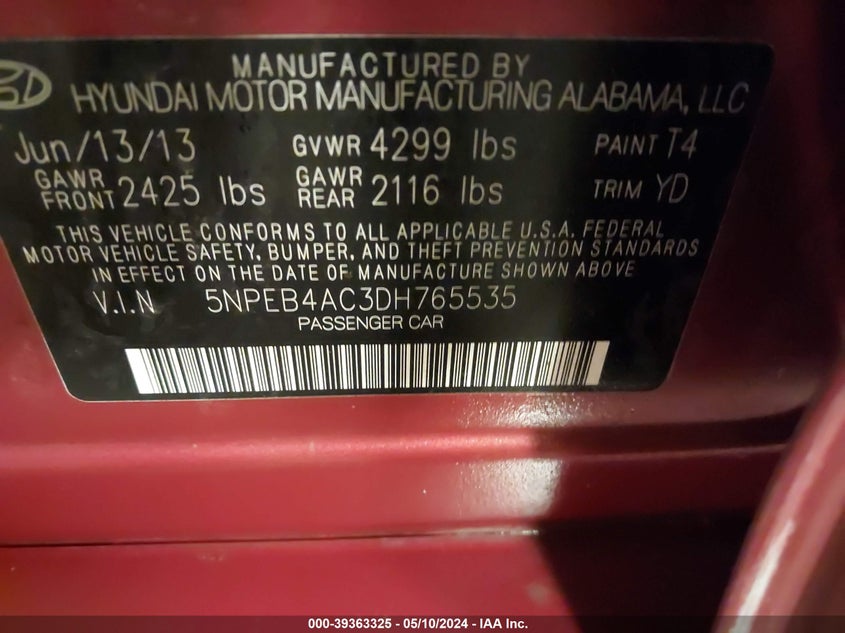 MANUFACTURED BY
HYUNDAI MOTOR MANUFACTURING ALABAMA, LLC
Jun/13/13 GVWR 4299 lbs PAINT T4
GAWR FRONT 2425 lbs GAWR REAR 2116 lbs TRIM YD
THIS VEHICLE CONFORMS TO ALL APPLICABLE U.S.A. FEDERAL
MOTOR VEHICLE SAFETY, BUMPER, AND THEFT PREVENTION STANDARDS
IN EFFECT ON THE DATE OF MANUFACTURE SHOWN ABOVE
V.I.N 5NPEB4AC3DH765535
PASSENGER CAR
000-39363325 - 05/10/2024 - IAA Inc.